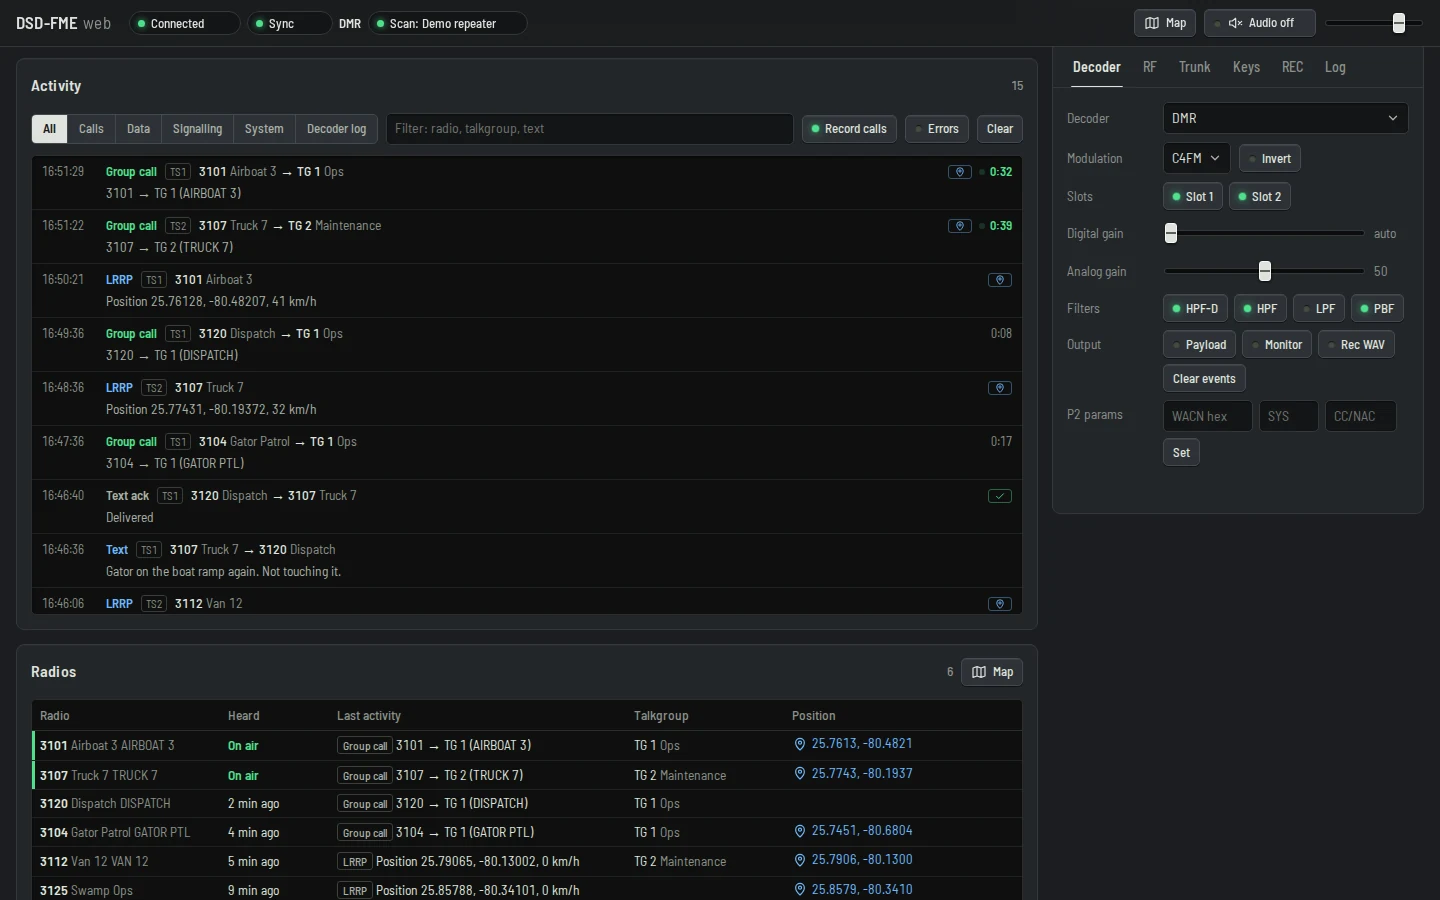 DSD-FME web Connected Sync DMR Scan: Demo repeater Map Audio off
Activity 15
All Calls Data Signalling System Decoder log Filter: radio, talkgroup, text Record calls Errors Clear
16:51:29 Group call TS1 3101 Airboat 3 → TG 1 Ops 0:32
3101 → TG 1 (AIRBOAT 3)
16:51:22 Group call TS2 3107 Truck 7 → TG 2 Maintenance 0:39
3107 → TG 2 (TRUCK 7)
16:50:21 LRRP TS1 3101 Airboat 3
Position 25.76128, -80.48207, 41 km/h
16:49:36 Group call TS1 3120 Dispatch → TG 1 Ops 0:08
3120 → TG 1 (DISPATCH)
16:48:36 LRRP TS2 3107 Truck 7
Position 25.77431, -80.19372, 32 km/h
16:47:36 Group call TS1 3104 Gator Patrol → TG 1 Ops 0:17
3104 → TG 1 (GATOR PTL)
16:46:40 Text ack TS1 3120 Dispatch → 3107 Truck 7
Delivered
16:46:36 Text TS1 3107 Truck 7 → 3120 Dispatch
Gator on the boat ramp again. Not touching it.
16:46:06 LRRP TS2 3112 Van 12
Radios 6 Map
Radio Heard Last activity Talkgroup Position
3101 Airboat 3 AIRBOAT 3 On air Group call 3101 → TG 1 (AIRBOAT 3) TG 1 Ops 25.7613, -80.4821
3107 Truck 7 TRUCK 7 On air Group call 3107 → TG 2 (TRUCK 7) TG 2 Maintenance 25.7743, -80.1937
3120 Dispatch DISPATCH 2 min ago Group call 3120 → TG 1 (DISPATCH) TG 1 Ops
3104 Gator Patrol GATOR PTL 4 min ago Group call 3104 → TG 1 (GATOR PTL) TG 1 Ops 25.7451, -80.6804
3112 Van 12 VAN 12 5 min ago LRRP Position 25.79065, -80.13002, 0 km/h TG 2 Maintenance 25.7906, -80.1300
3125 Swamp Ops 9 min ago LRRP Position 25.85788, -80.34101, 0 km/h 25.8579, -80.3410
Decoder RF Trunk Keys REC Log
Decoder DMR
Modulation C4FM Invert
Slots Slot 1 Slot 2
Digital gain auto
Analog gain 50
Filters HPF-D HPF LPF PBF
Output Payload Monitor Rec WAV
Clear events
P2 params WACN hex SYS CC/NAC
Set